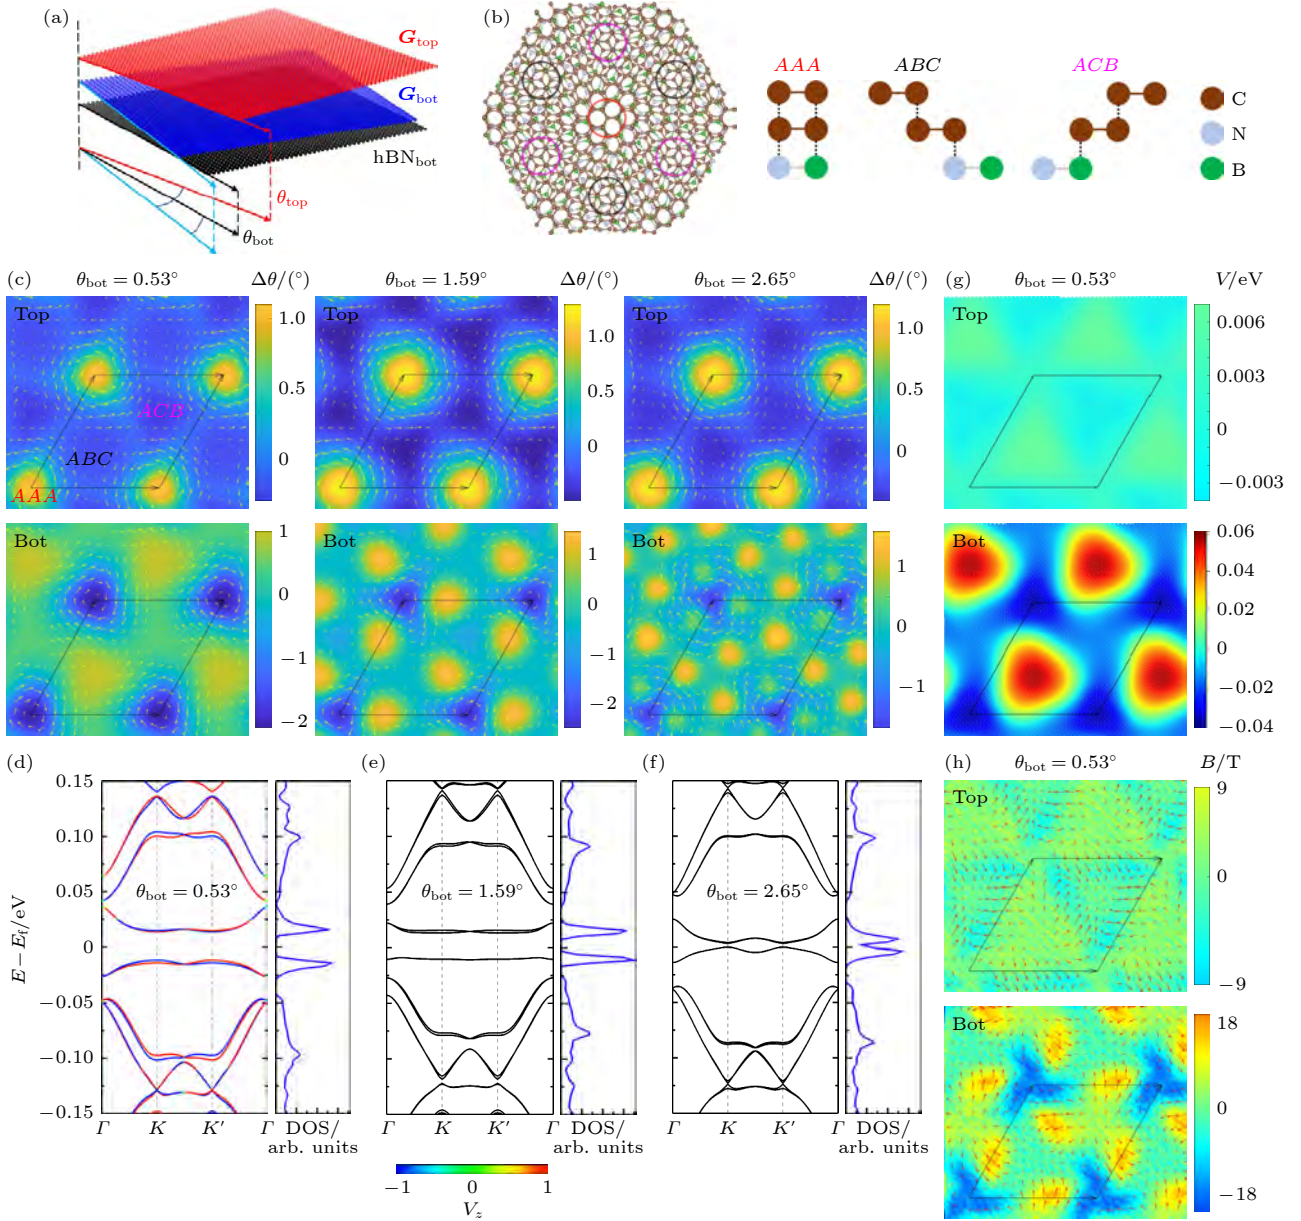 (a)
G_top
G_bot
hBN_bot
θ_top
θ_bot
(b)
AAA
ABC
ACB
C
N
B
(c)
θ_bot = 0.53°
Δθ/(°)
θ_bot = 1.59°
Δθ/(°)
θ_bot = 2.65°
Δθ/(°)
Top
ACB
ABC
AAA
1.0
0.5
0
Top
1.0
0.5
0
Top
1.0
0.5
0
Bot
1
0
−1
−2
Bot
1
0
−1
−2
Bot
1
0
−1
(g)
θ_bot = 0.53°
V/eV
Top
0.006
0.003
0
−0.003
Bot
0.06
0.04
0.02
0
−0.02
−0.04
(d)
E − E_f/eV
0.15
0.10
0.05
0
−0.05
−0.10
−0.15
θ_bot = 0.53°
Γ K K′ Γ
DOS/
arb. units
(e)
θ_bot = 1.59°
Γ K K′ Γ
DOS/
arb. units
(f)
θ_bot = 2.65°
Γ K K′ Γ
DOS/
arb. units
−1 0 1
V_z
(h)
θ_bot = 0.53°
B/T
Top
9
0
−9
Bot
18
0
−18